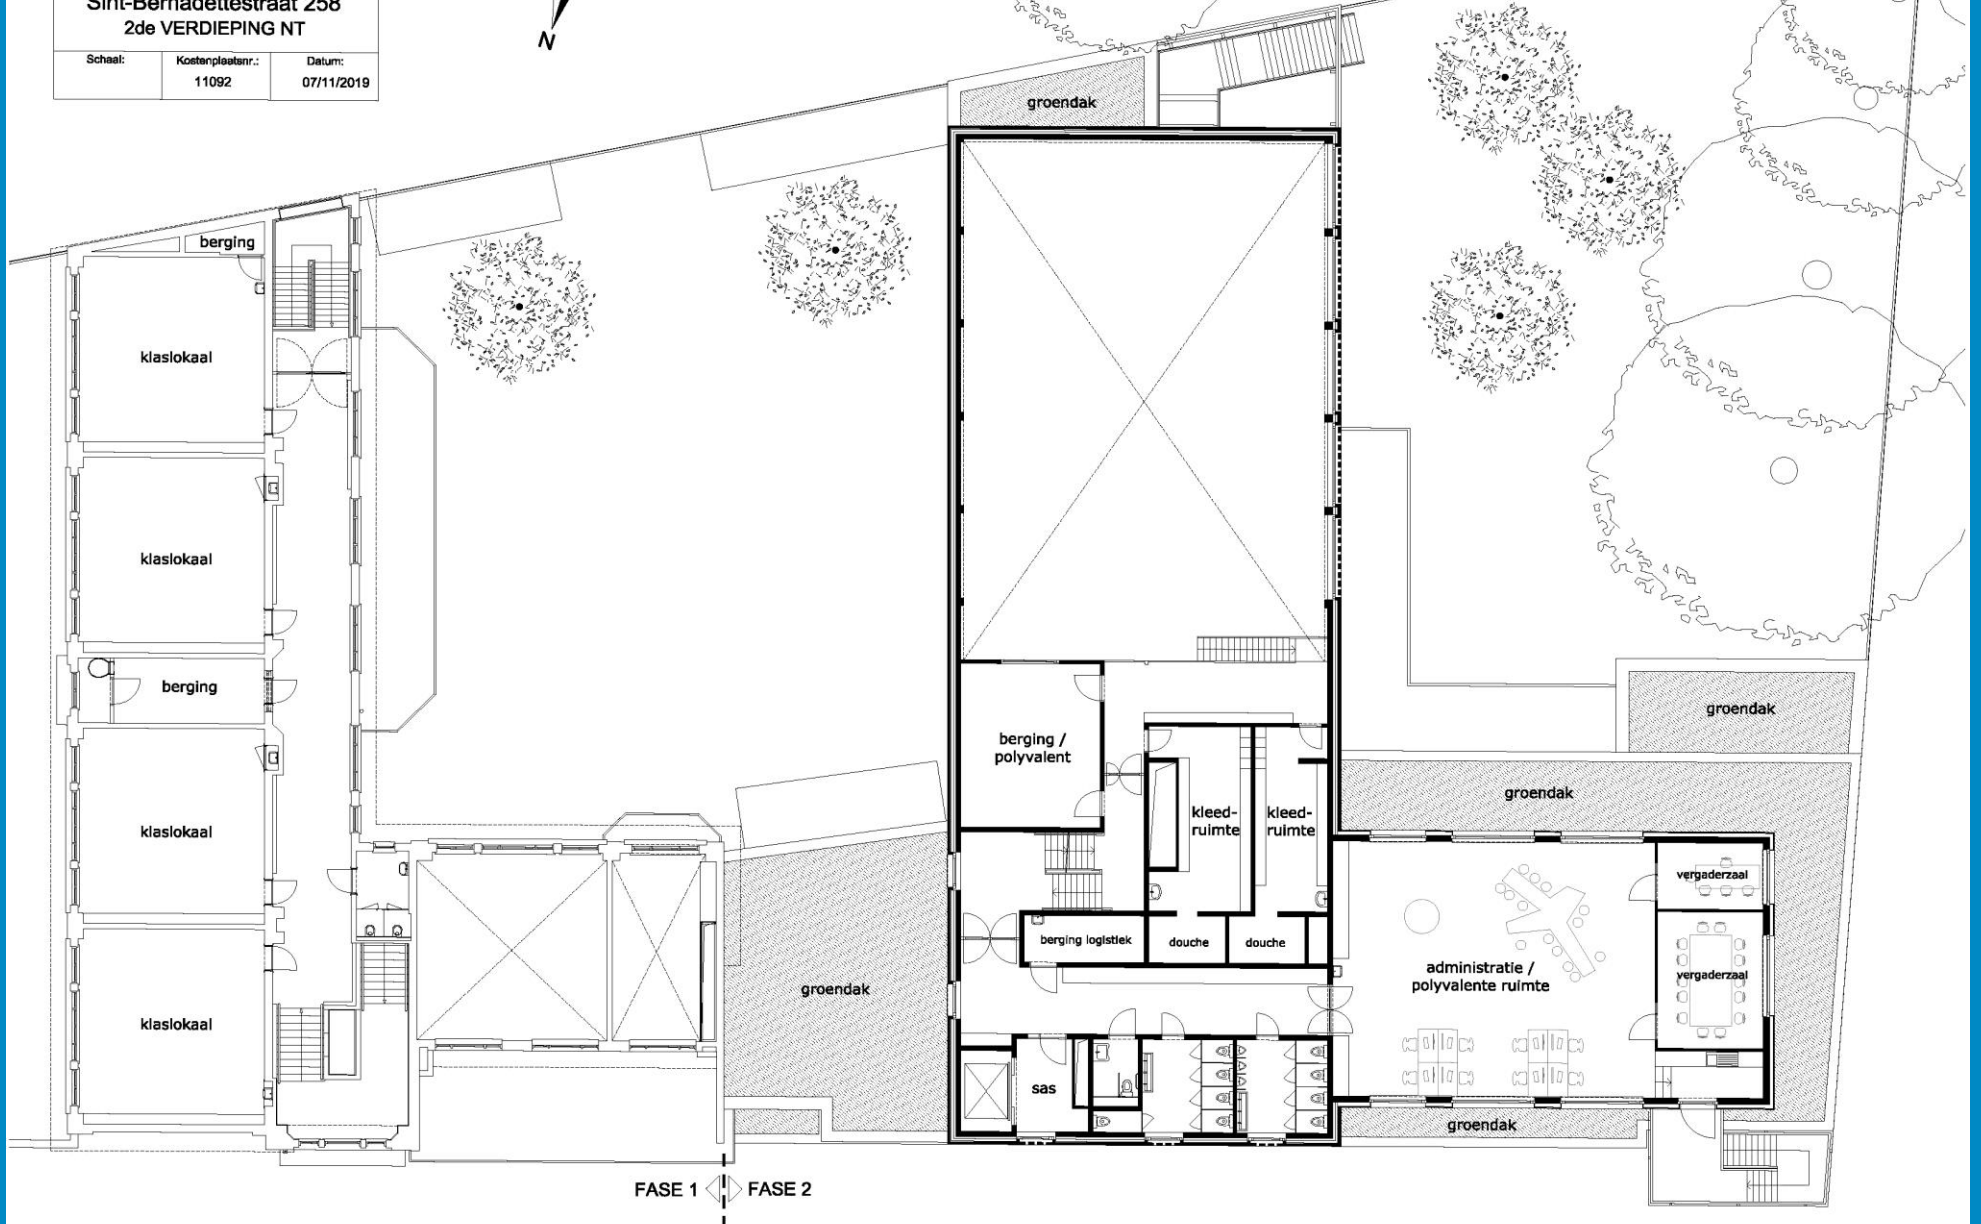 Sint-Bernadettestraat 258
2de VERDIEPING NT
Schaal:
Kostenplaatsnr.:
11092
Datum:
07/11/2019
N
groendak
berging
klaslokaal
klaslokaal
berging
klaslokaal
klaslokaal
groendak
berging /
polyvalent
kleed-
ruimte
kleed-
ruimte
berging logistiek
douche
douche
sas
groendak
groendak
administratie /
polyvalente ruimte
vergaderzaal
vergaderzaal
groendak
FASE 1
FASE 2